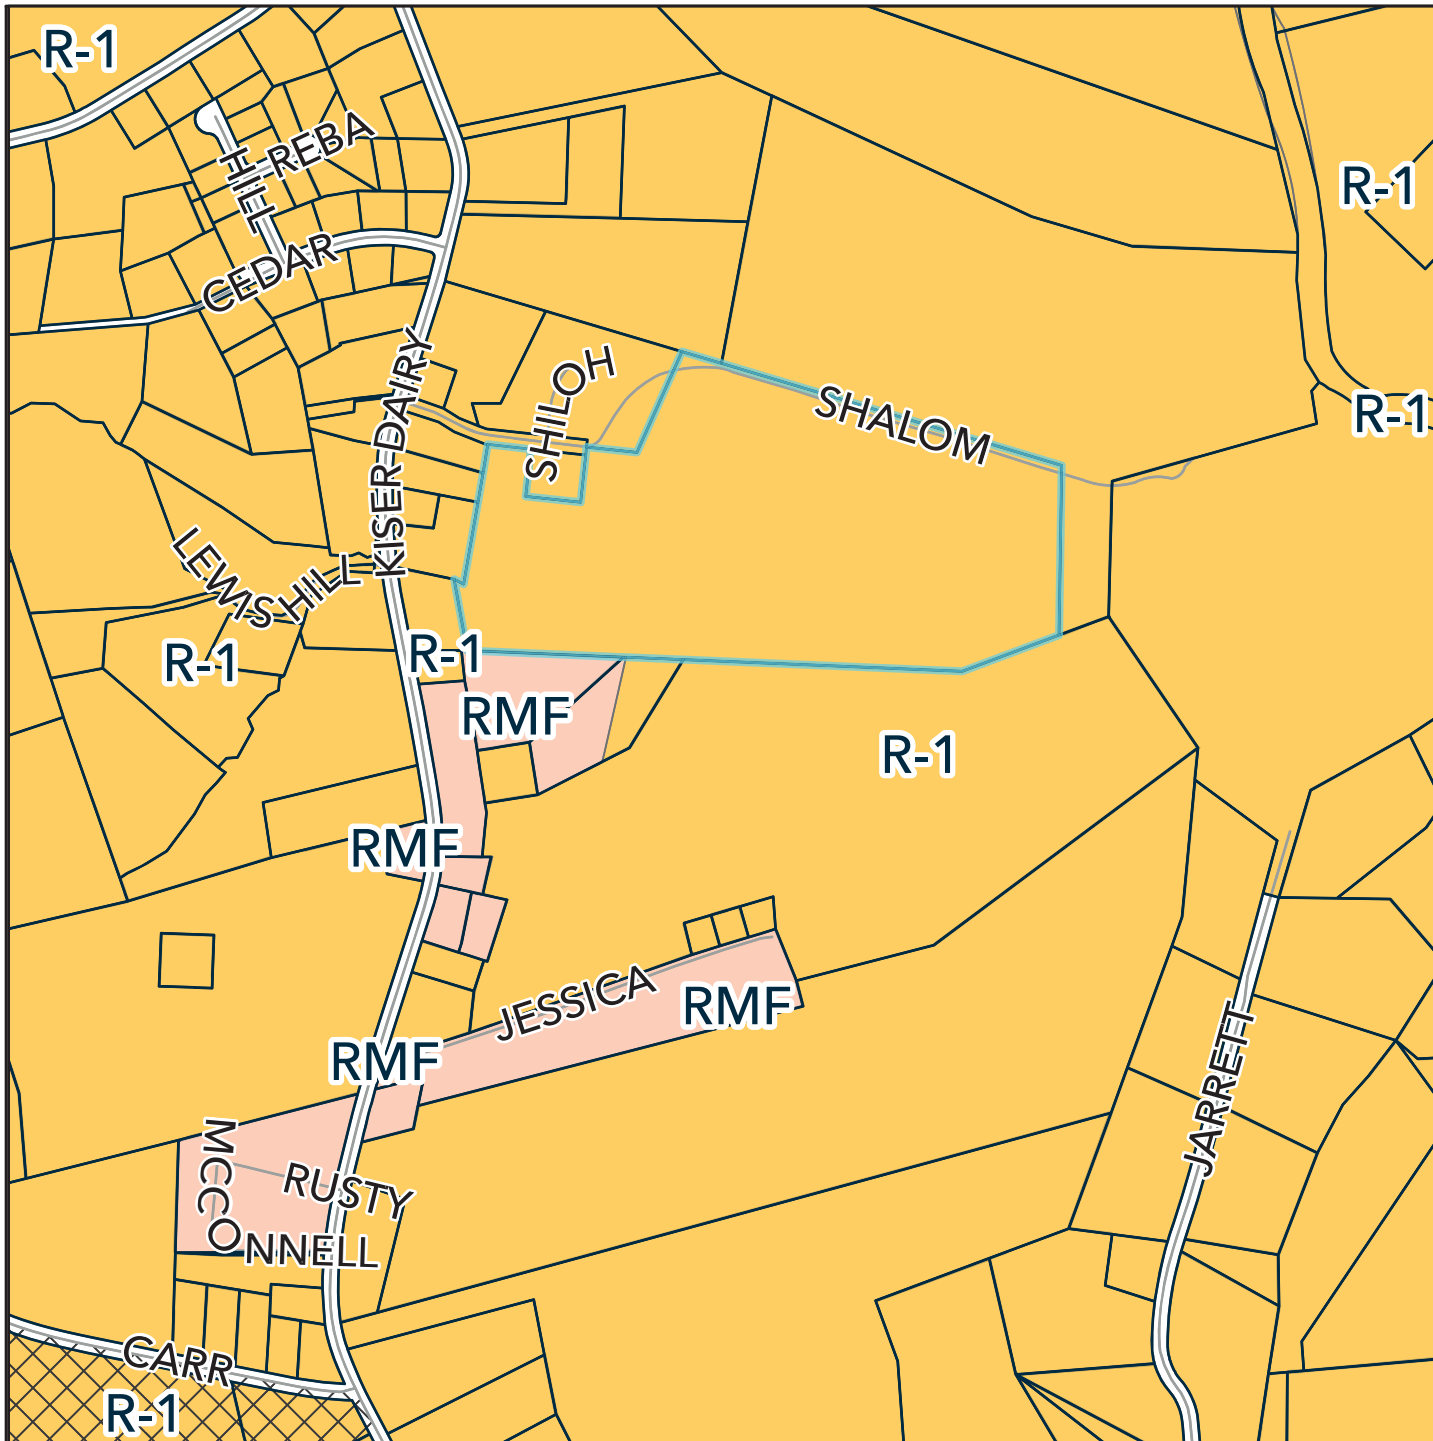 R-1
REBA
HILL
R-1
CEDAR
SHILOH
KISER DAIRY
SHALOM
R-1
LEWIS HILL
R-1
R-1
RMF
R-1
RMF
JESSICA
RMF
RMF
JARRETT
MCCONNELL
RUSTY
CARR
R-1